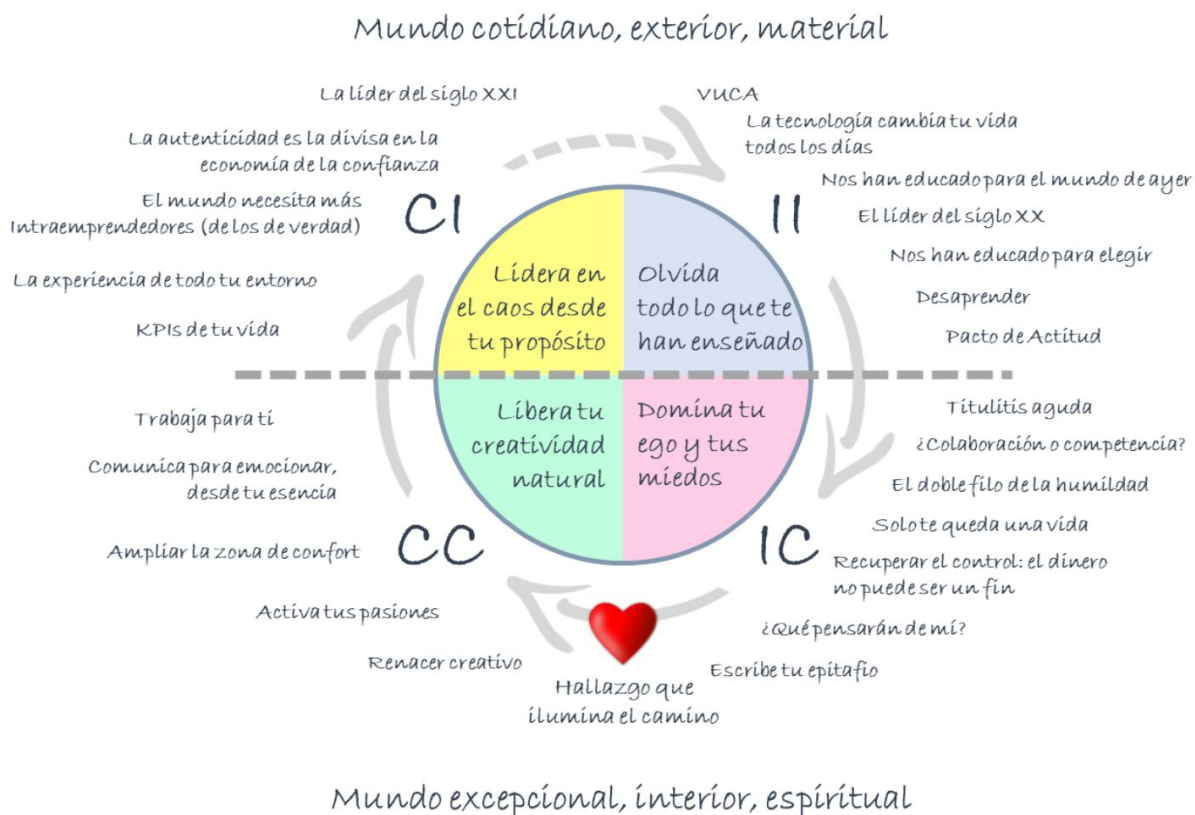 Mundo cotidiano, exterior, material
La líder del siglo XXI
La autenticidad es la divisa en la
economía de la confianza
El mundo necesita más
Intraemprendedores (de los de verdad)
La experiencia de todo tu entorno
KPIs de tu vida
CI
VUCA
La tecnología cambia tu vida
todos los días
Nos han educado para el mundo de ayer
El líder del siglo XX
Nos han educado para elegir
Desaprender
Pacto de Actitud
II
Lidera en
el caos desde
tu propósito
Olvida
todo lo que te
han enseñado
Libera tu
creatividad
natural
Domina tu
ego y tus
miedos
Trabaja para ti
Comunica para emocionar,
desde tu esencia
Ampliar la zona de confort
CC
Activa tus pasiones
Renacer creativo
Titulitis aguda
¿Colaboración o competencia?
El doble filo de la humildad
Solo te queda una vida
IC
Recuperar el control: el dinero
no puede ser un fin
¿Qué pensarán de mí?
Escribe tu epitafio
Hallazgo que
ilumina el camino
Mundo excepcional, interior, espiritual